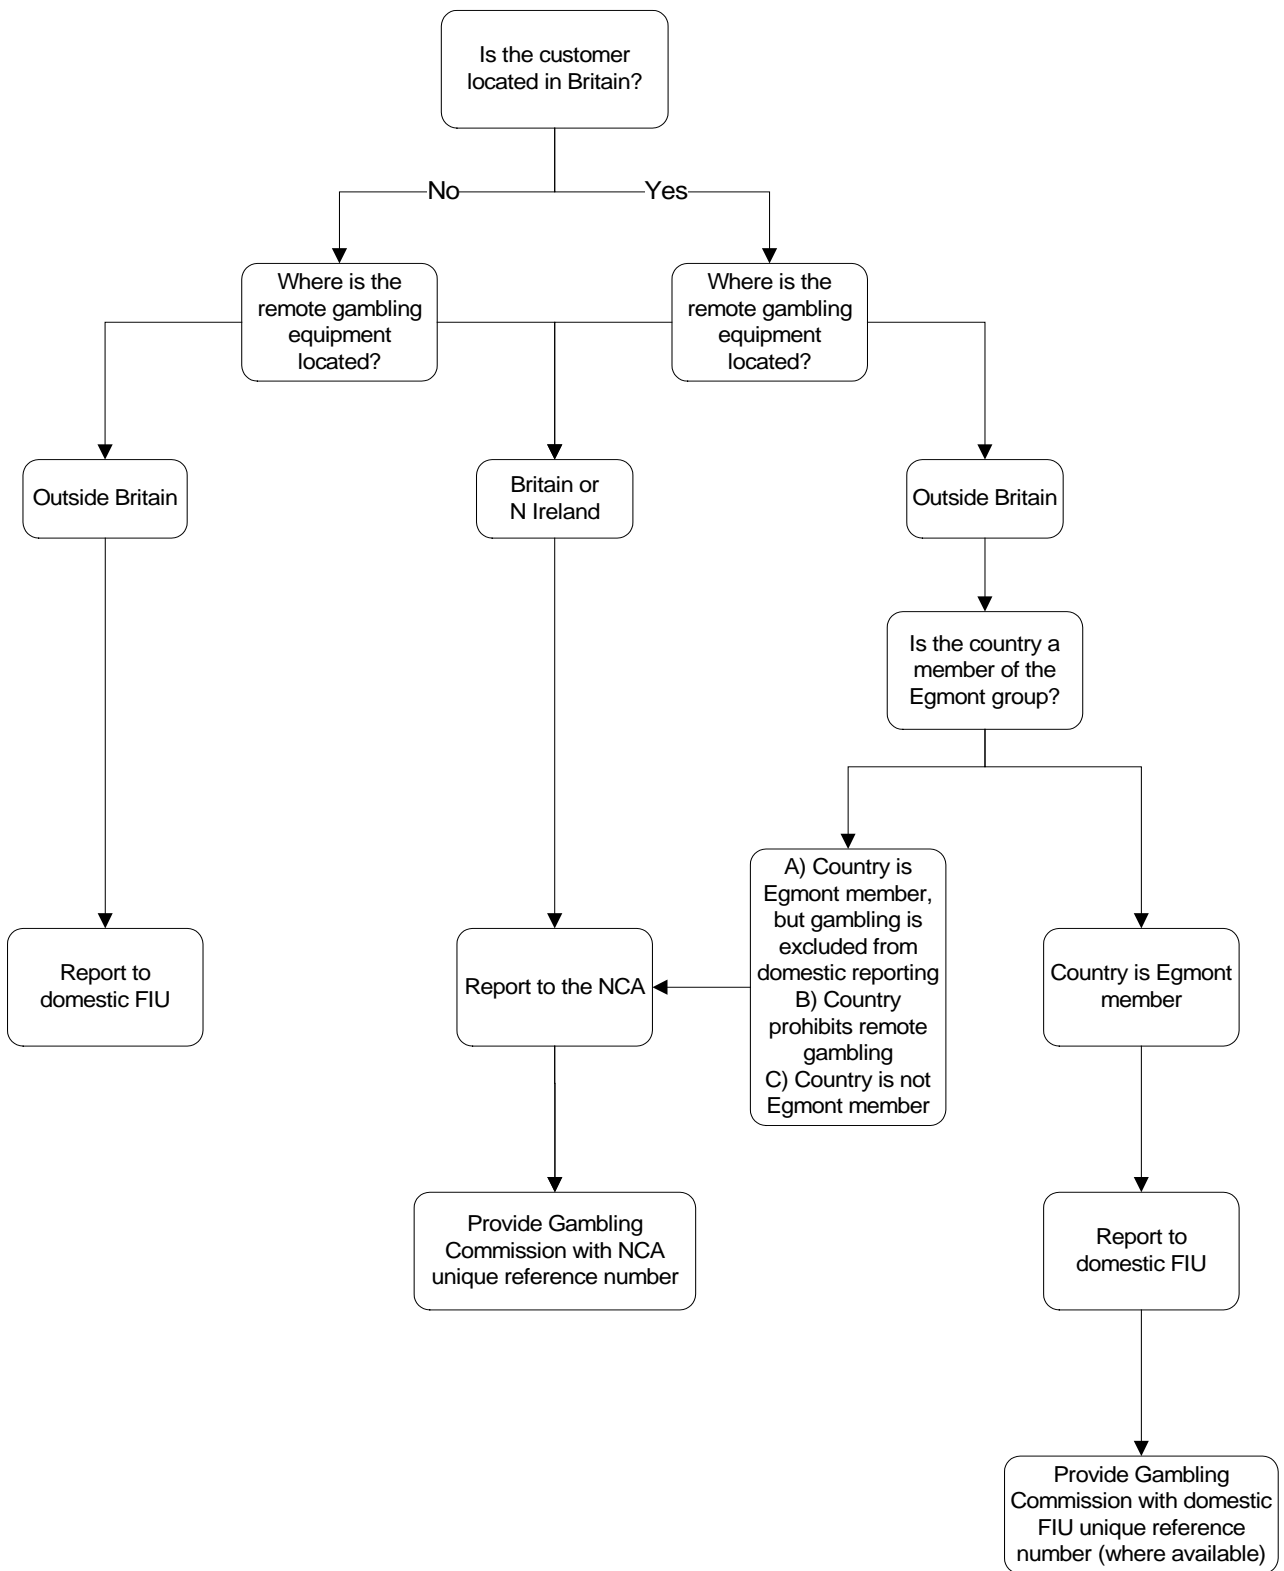 Is the customer
located in Britain?
No
Yes
Where is the
remote gambling
equipment
located?
Where is the
remote gambling
equipment
located?
Outside Britain
Britain or
N Ireland
Outside Britain
Is the country a
member of the
Egmont group?
A) Country is
Egmont member,
but gambling is
excluded from
domestic reporting
B) Country
prohibits remote
gambling
C) Country is not
Egmont member
Report to
domestic FIU
Report to the NCA
Country is Egmont
member
Provide Gambling
Commission with NCA
unique reference number
Report to
domestic FIU
Provide Gambling
Commission with domestic
FIU unique reference
number (where available)